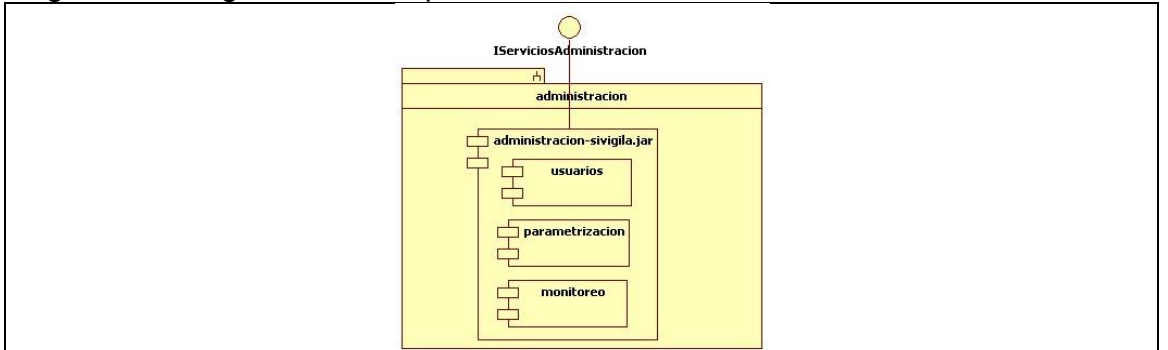 IServiciosAdministracion
administracion
administracion-sivigila.jar
usuarios
parametrizacion
monitoreo